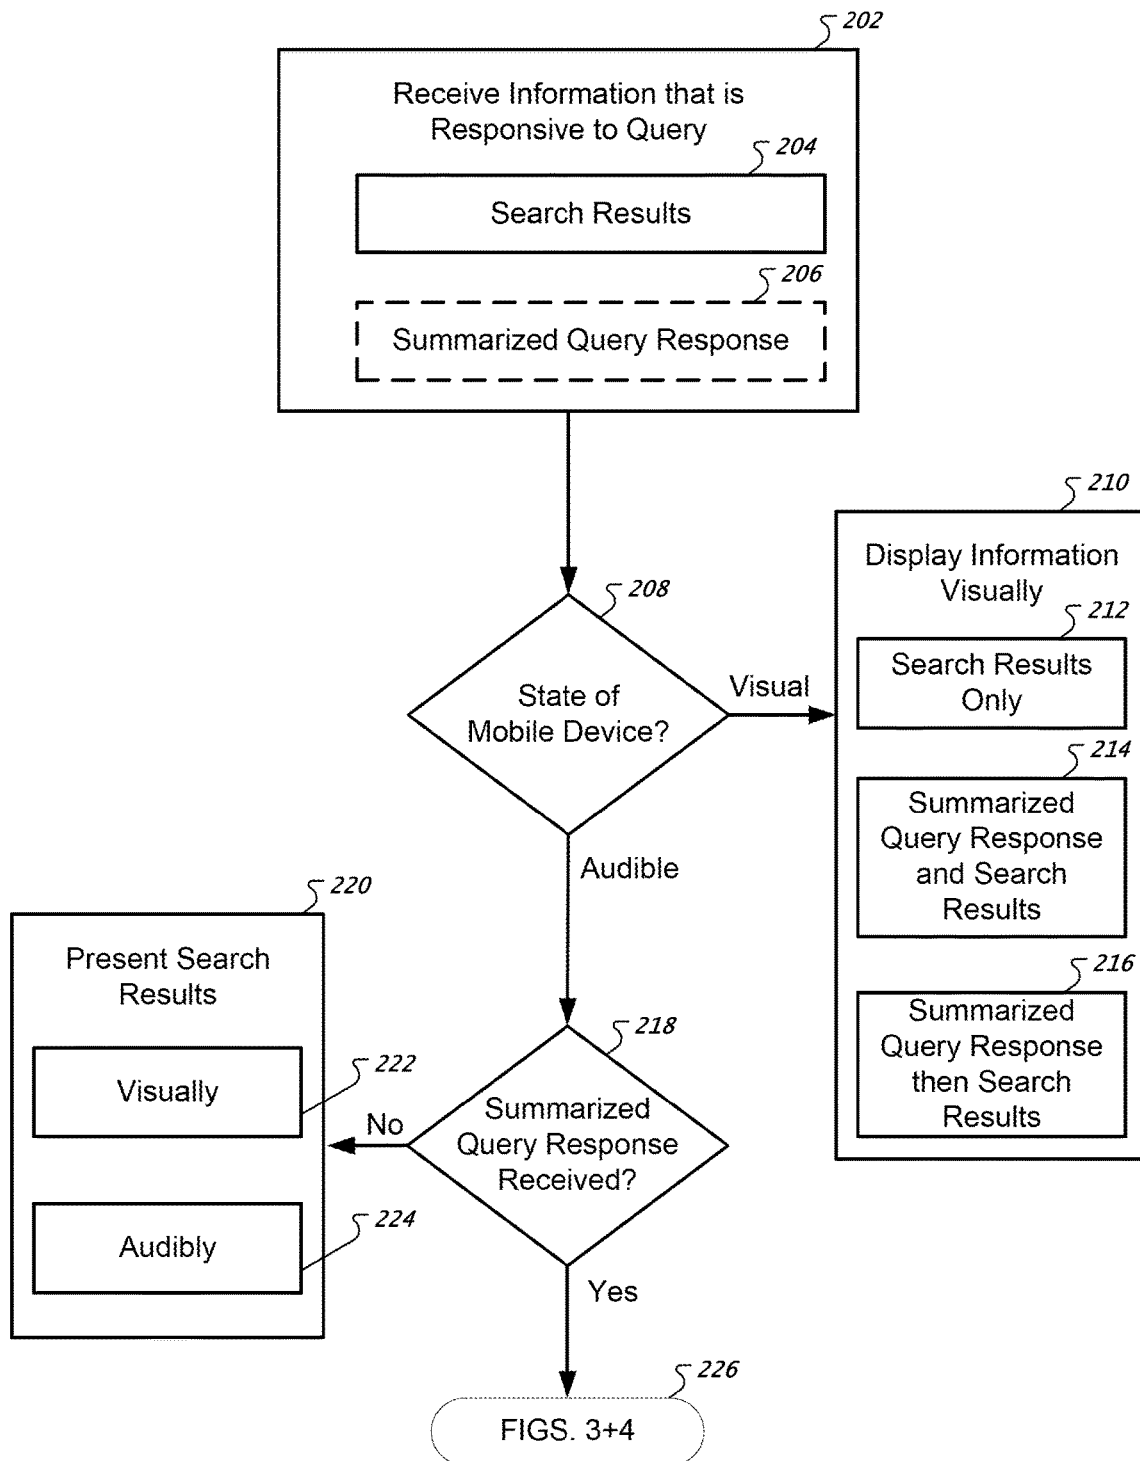 202
Receive Information that is
Responsive to Query
204
Search Results
206
Summarized Query Response
208
State of
Mobile Device?
Visual
Audible
210
Display Information
Visually
212
Search Results
Only
214
Summarized
Query Response
and Search
Results
216
Summarized
Query Response
then Search
Results
218
Summarized
Query Response
Received?
No
Yes
220
Present Search
Results
222
Visually
224
Audibly
226
FIGS. 3+4